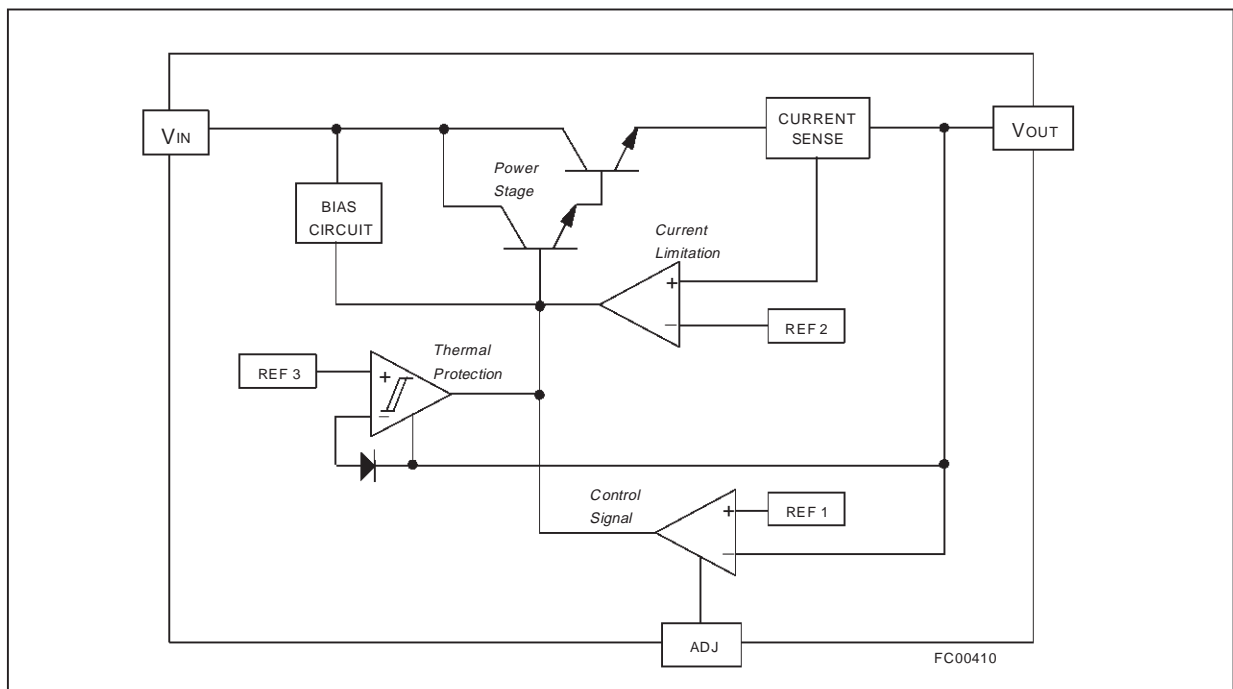 VIN
CURRENT
SENSE
VOUT
Power
Stage
BIAS
CIRCUIT
Current
Limitation
+
−
REF 2
Thermal
Protection
REF 3
+
−
Control
Signal
+
−
REF 1
ADJ
FC00410